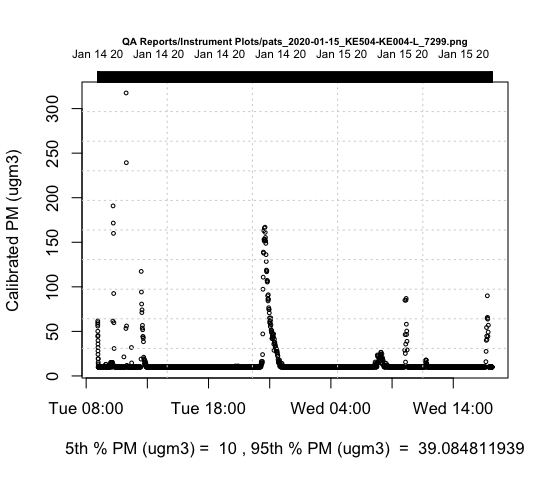 QA Reports/Instrument Plots/pats_2020-01-15_KE504-KE004-L_7299.png
Jan 14 20 Jan 14 20 Jan 14 20 Jan 14 20 Jan 15 20 Jan 15 20 Jan 15 20
Calibrated PM (ugm3)
300
250
200
150
100
50
0
Tue 08:00 Tue 18:00 Wed 04:00 Wed 14:00
5th % PM (ugm3) = 10 , 95th % PM (ugm3) = 39.084811939